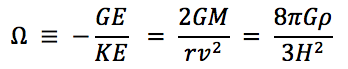 Ω ≡ −GE/KE = 2GM/rv² = 8πGρ/3H²